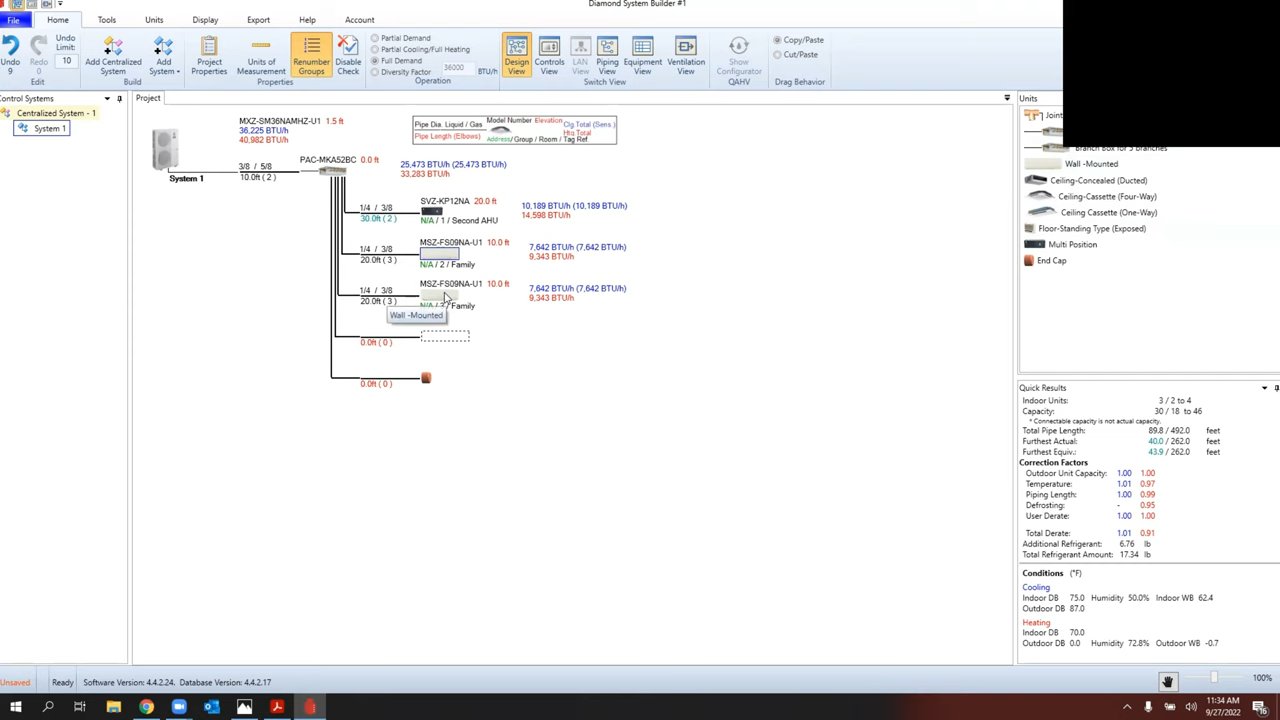 Diamond System Builder #1
File Home Tools Units Display Export Help Account
Undo 9
Redo 0
Undo Limit: 10
Edit
Add Centralized System
Add System
Build
Project Properties
Units of Measurement
Properties
Renumber Groups
Disable Check
Partial Demand
Partial Cooling/Full Heating
Full Demand
Diversity Factor 36000 BTU/h
Operation
Design View
Controls View
LAN View
Piping View
Equipment View
Ventilation View
Switch View
Show Configurator
QAHV
Copy/Paste
Cut/Paste
Drag Behavior
Control Systems
Centralized System - 1
System 1
Project
MXZ-SM36NAMHZ-U1 1.5 ft
36,225 BTU/h
40,982 BTU/h
System 1
3/8 / 5/8
10.0ft ( 2 )
PAC-MKA52BC 0.0 ft
25,473 BTU/h (25,473 BTU/h)
33,283 BTU/h
Pipe Dia. Liquid / Gas
Pipe Length (Elbows)
Model Number Elevation
Address/ Group / Room / Tag Ref.
Clg Total (Sens.)
Htg Total
1/4 / 3/8
30.0ft ( 2 )
SVZ-KP12NA 20.0 ft
N/A / 1 / Second AHU
10,189 BTU/h (10,189 BTU/h)
14,598 BTU/h
1/4 / 3/8
20.0ft ( 3 )
MSZ-FS09NA-U1 10.0 ft
N/A / 2 / Family
7,642 BTU/h (7,642 BTU/h)
9,343 BTU/h
1/4 / 3/8
20.0ft ( 3 )
MSZ-FS09NA-U1 10.0 ft
N/A / 3 / Family
7,642 BTU/h (7,642 BTU/h)
9,343 BTU/h
Wall -Mounted
0.0ft ( 0 )
0.0ft ( 0 )
Units
Joint
Branch Box for 3 branches
Wall -Mounted
Ceiling-Concealed (Ducted)
Ceiling-Cassette (Four-Way)
Ceiling Cassette (One-Way)
Floor-Standing Type (Exposed)
Multi Position
End Cap
Quick Results
Indoor Units: 3 / 2 to 4
Capacity: 30 / 18 to 46
* Connectable capacity is not actual capacity.
Total Pipe Length: 89.8 / 492.0 feet
Furthest Actual: 40.0 / 262.0 feet
Furthest Equiv.: 43.9 / 262.0 feet
Correction Factors
Outdoor Unit Capacity: 1.00 1.00
Temperature: 1.01 0.97
Piping Length: 1.00 0.99
Defrosting: - 0.95
User Derate: 1.00 1.00
Total Derate: 1.01 0.91
Additional Refrigerant: 6.76 lb
Total Refrigerant Amount: 17.34 lb
Conditions (°F)
Cooling
Indoor DB 75.0 Humidity 50.0% Indoor WB 62.4
Outdoor DB 87.0
Heating
Indoor DB 70.0
Outdoor DB 0.0 Humidity 72.8% Outdoor WB -0.7
Unsaved. Ready Software Version: 4.4.2.24. Database Version: 4.4.2.17 100%
11:34 AM
9/27/2022
16